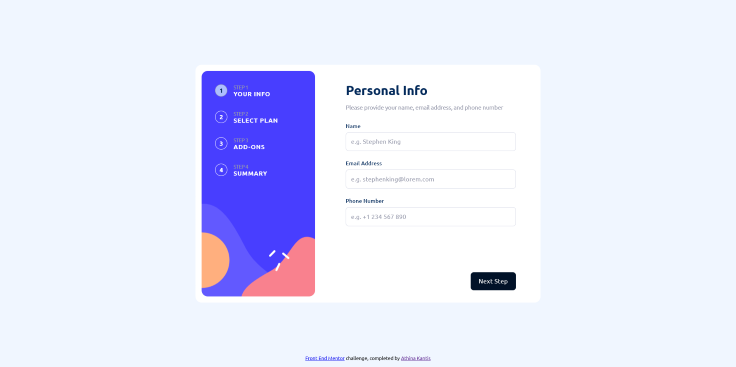 1
STEP 1
YOUR INFO
2
STEP 2
SELECT PLAN
3
STEP 3
ADD-ONS
4
STEP 4
SUMMARY
Personal Info
Please provide your name, email address, and phone number
Name
e.g. Stephen King
Email Address
e.g. stephenking@lorem.com
Phone Number
e.g. +1 234 567 890
Next Step
Front End Mentor challenge, completed by Athina Kantis